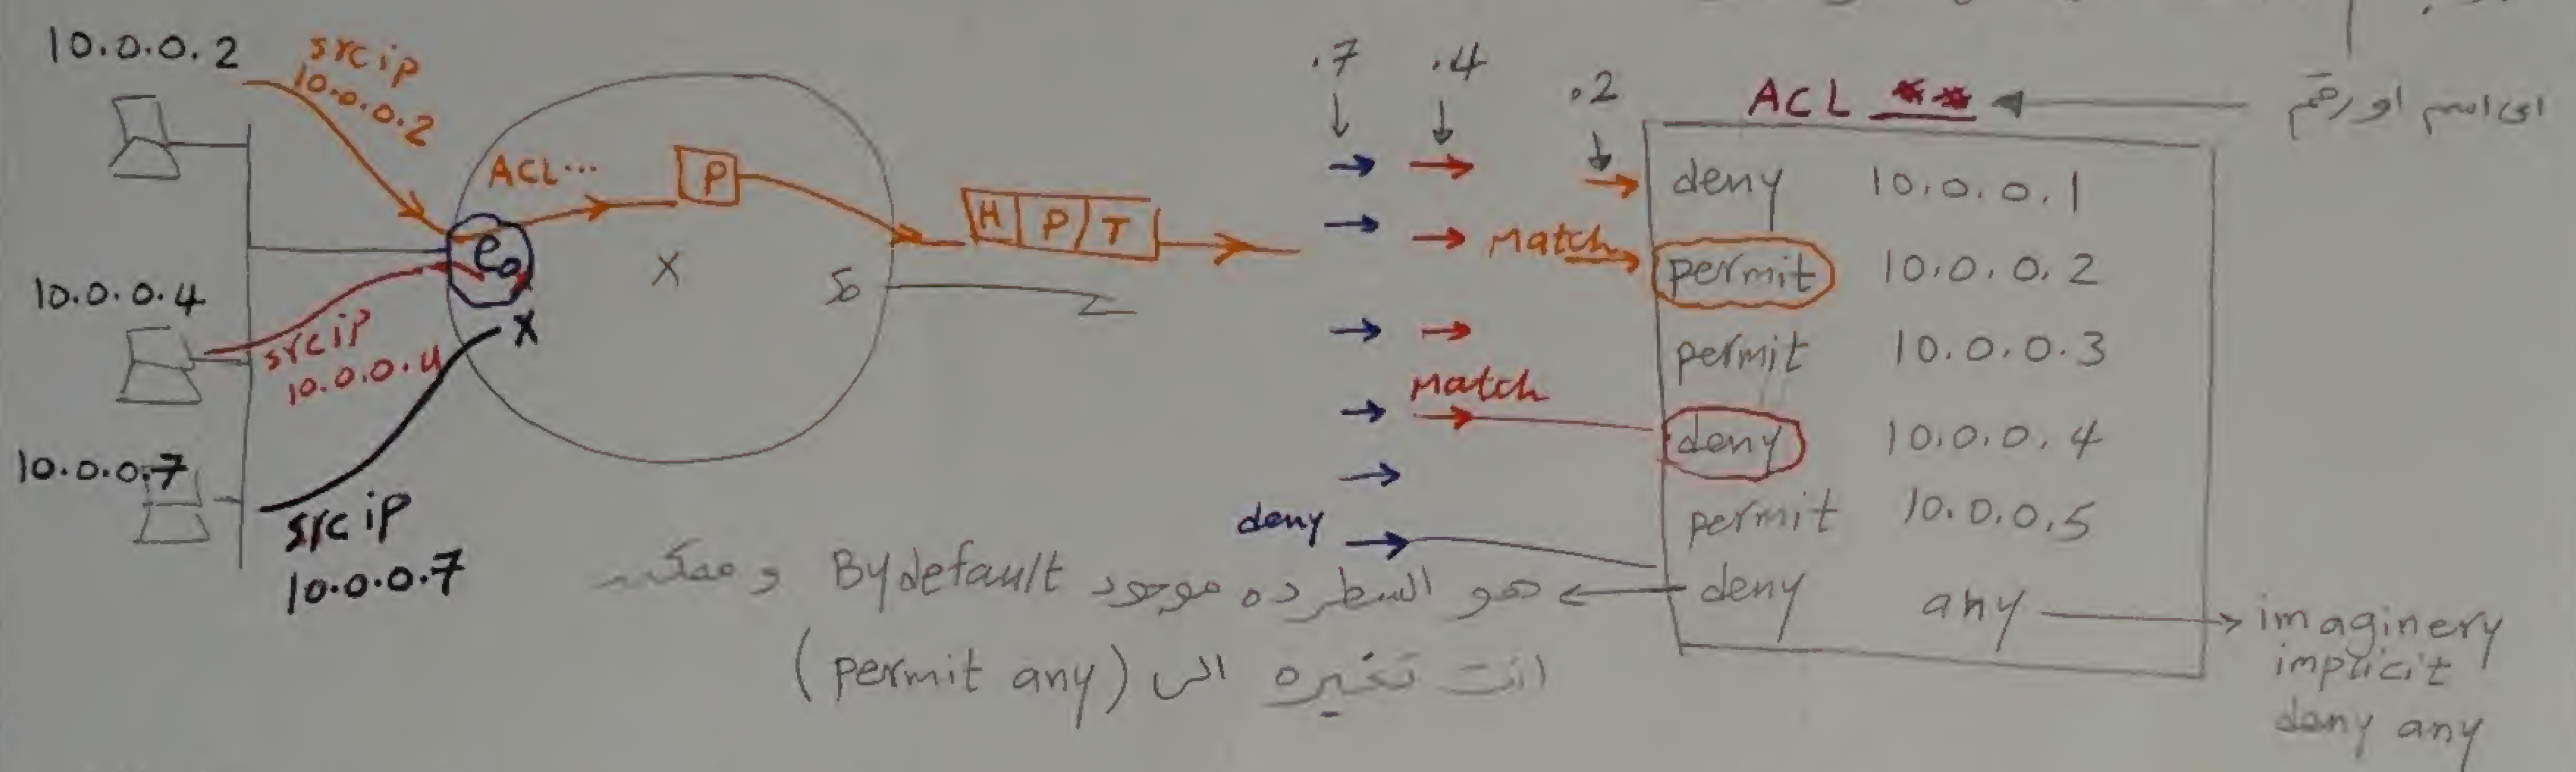 10.0.0.2
src ip
10.0.0.2
ACL...
P
H P T
e0
X
S0
10.0.0.4
src ip
10.0.0.4
X
10.0.0.7
src ip
10.0.0.7
.7 .4 .2
Match
Match
deny
ACL **
اى اسم او رقم
deny 10.0.0.1
permit 10.0.0.2
permit 10.0.0.3
deny 10.0.0.4
permit 10.0.0.5
deny any
imaginery
implicit
deny any
هو السطر ده موجود By default و ممكن
انت تغيره الى (permit any)